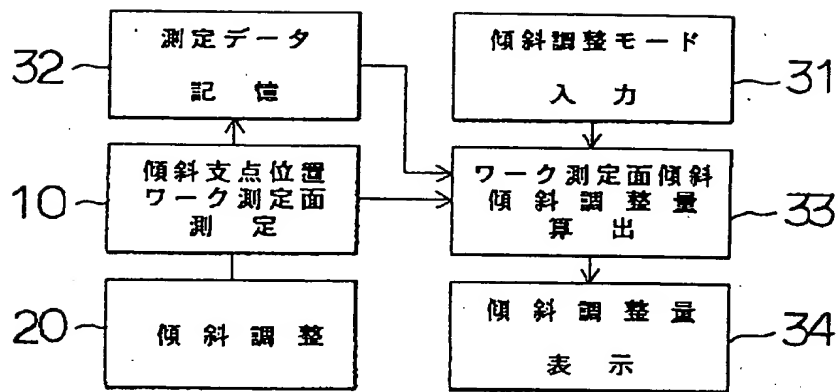 32
測定データ
記憶
傾斜調整モード
入力
31
10
傾斜支点位置
ワーク測定面
測定
ワーク測定面傾斜
傾斜調整量
算出
33
20
傾斜調整
傾斜調整量
表示
34